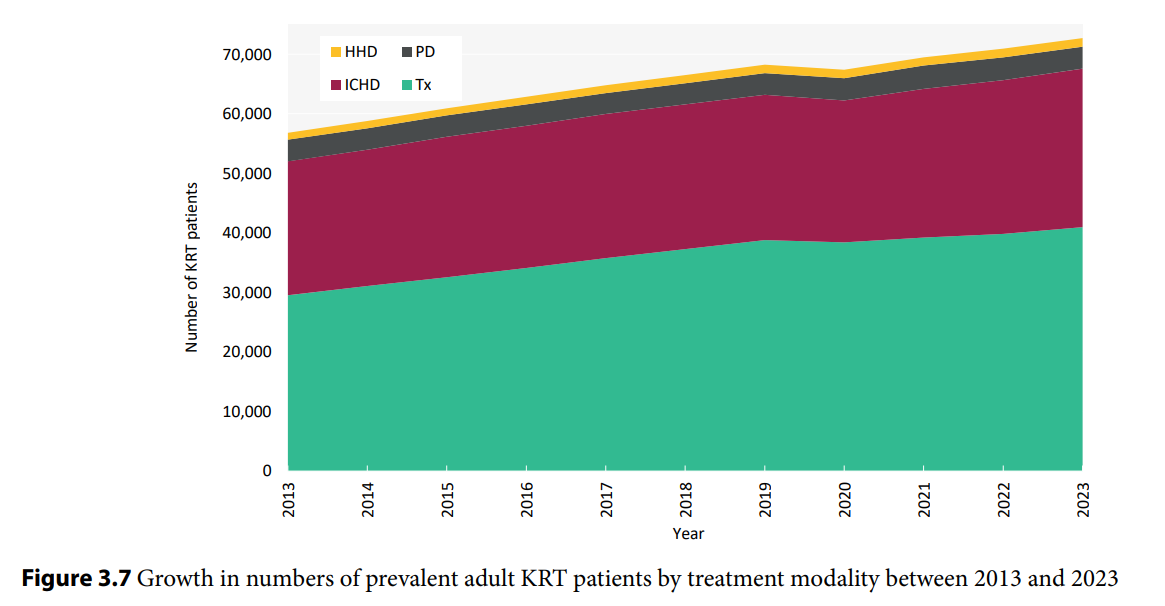 HHD PD
ICHD Tx
70,000
60,000
50,000
40,000
30,000
20,000
10,000
0
Number of KRT patients
2013 2014 2015 2016 2017 2018 2019 2020 2021 2022 2023
Year
Figure 3.7 Growth in numbers of prevalent adult KRT patients by treatment modality between 2013 and 2023